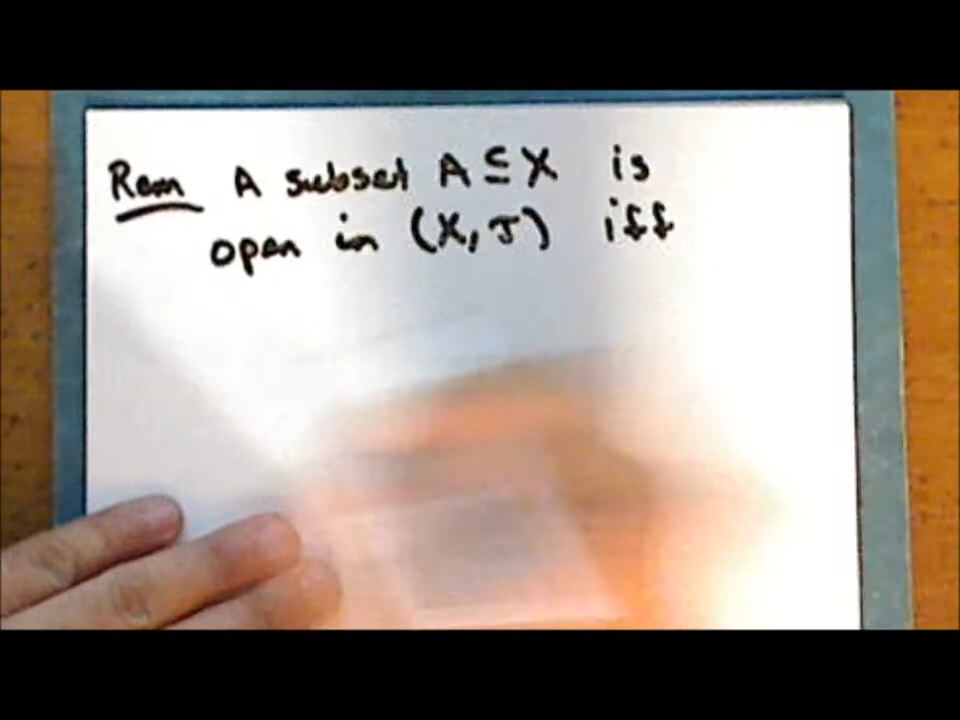 Rem A subset A ⊆ X is
open in (X, J) iff